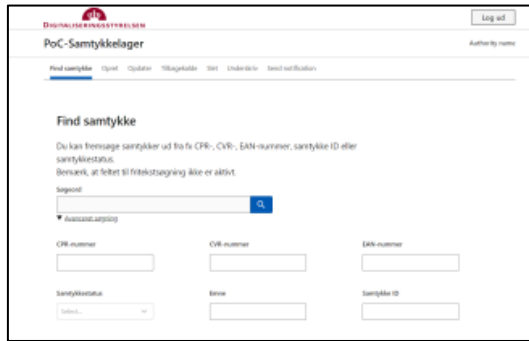 DIGITALISERINGSSTYRELSEN
Log ud
PoC-Samtykkelager
Authority name
Find samtykke Opret Opdater Tilbagekalde Slet Underskriv Send notification
Find samtykke
Du kan fremsøge samtykker ud fra fx CPR-, CVR-, EAN-nummer, samtykke ID eller
samtykkestatus.
Bemærk, at feltet til fritekstsøgning ikke er aktivt.
Søgeord
Avanceret søgning
CPR-nummer CVR-nummer EAN-nummer
Samtykkestatus Emne Samtykke ID
Select...